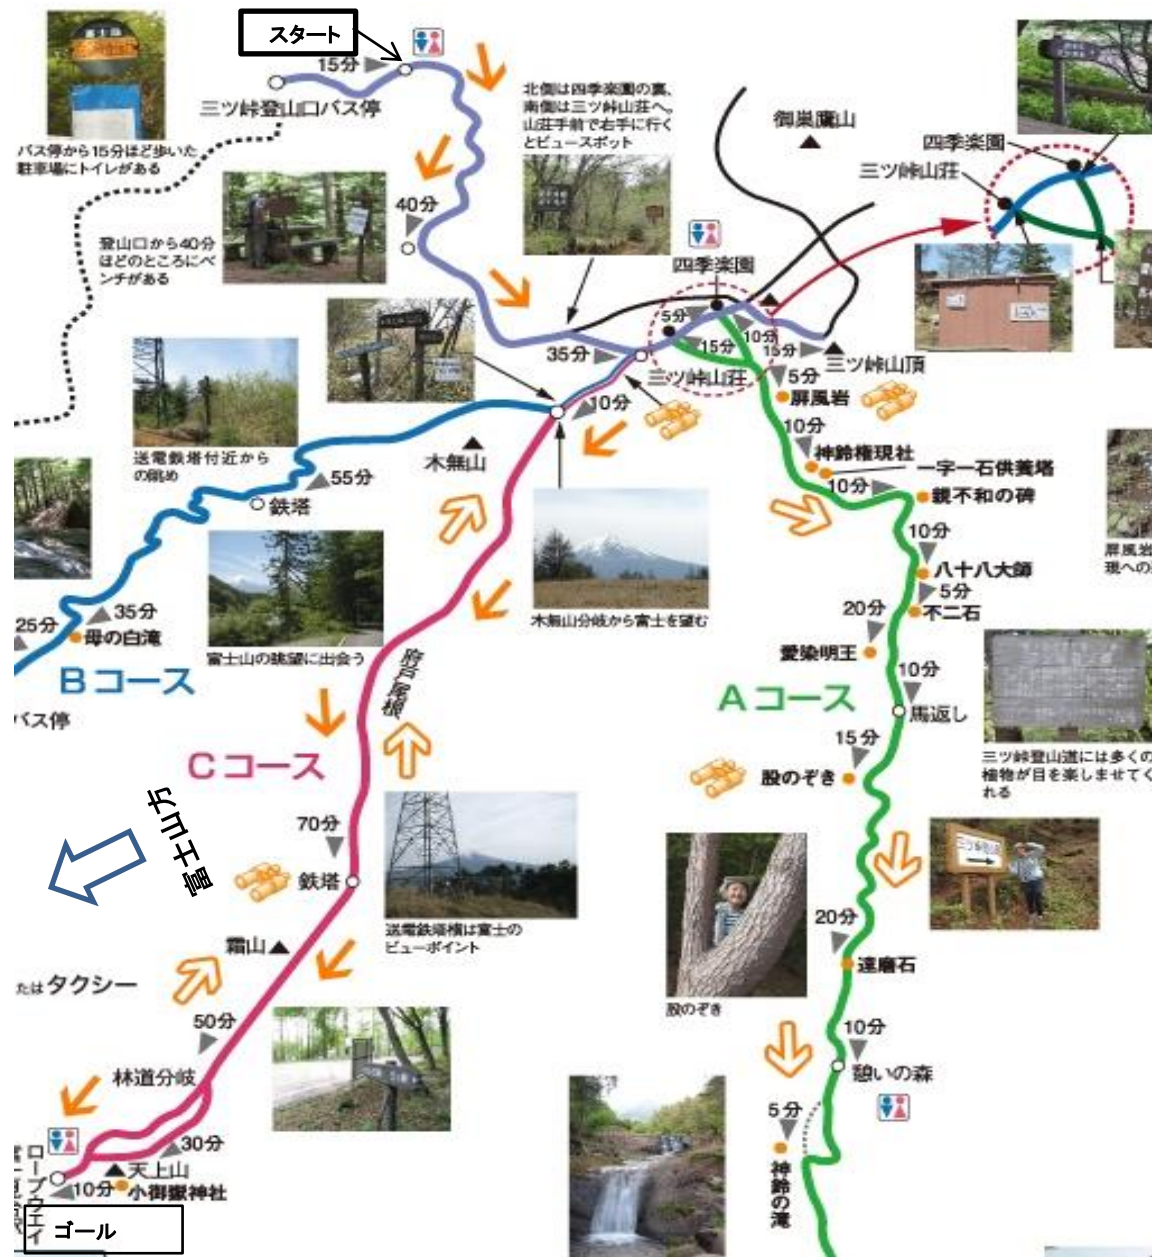 スタート
15分
三ツ峠登山口バス停
バス停から15分ほど歩いた
駐車場にトイレがある
北側は四季楽園の裏、
南側は三ツ峠山荘へ。
山荘手前で右手に行く
とビュースポット
御巣鷹山
四季楽園
三ツ峠山荘
40分
登山口から40分
ほどのところにベ
ンチがある
四季楽園
5分
10分
15分
15分
35分
三ツ峠山荘
三ツ峠山頂
5分
屏風岩
10分
木無山
送電鉄塔付近から
の眺め
55分
鉄塔
10分
神鈴権現社
一字一石供養塔
10分
親不和の碑
屏風岩
現への
10分
八十八大師
5分
不二石
20分
愛染明王
木無山分岐から富士を望む
富士山の眺望に出会う
25分
35分
母の白滝
Bコース
バス停
府戸尾根
Aコース
10分
馬返し
三ツ峠登山道には多くの
植物が目を楽しませてく
れる
Cコース
15分
股のぞき
富士山方
70分
鉄塔
送電鉄塔横は富士の
ビューポイント
霜山
たは タクシー
20分
達磨石
股のぞき
50分
林道分岐
10分
憩いの森
5分
神鈴の滝
30分
天上山
10分
小御嶽神社
ロープウエイ
ゴール